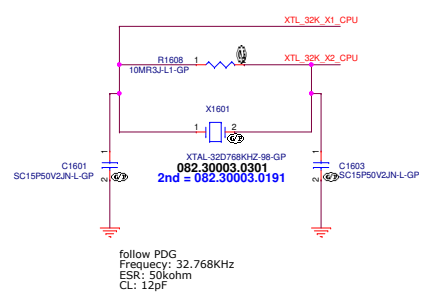 XTL_32K_X1_CPU
XTL_32K_X2_CPU
R1608
1
2
10MR3J-L1-GP
X1601
1
2
XTAL-32D768KHZ-98-GP
082.30003.0301
2nd = 082.30003.0191
1
C1601
SC15P50V2JN-L-GP
2
1
C1603
SC15P50V2JN-L-GP
2
follow PDG
Frequecy: 32.768KHz
ESR: 50kohm
CL: 12pF